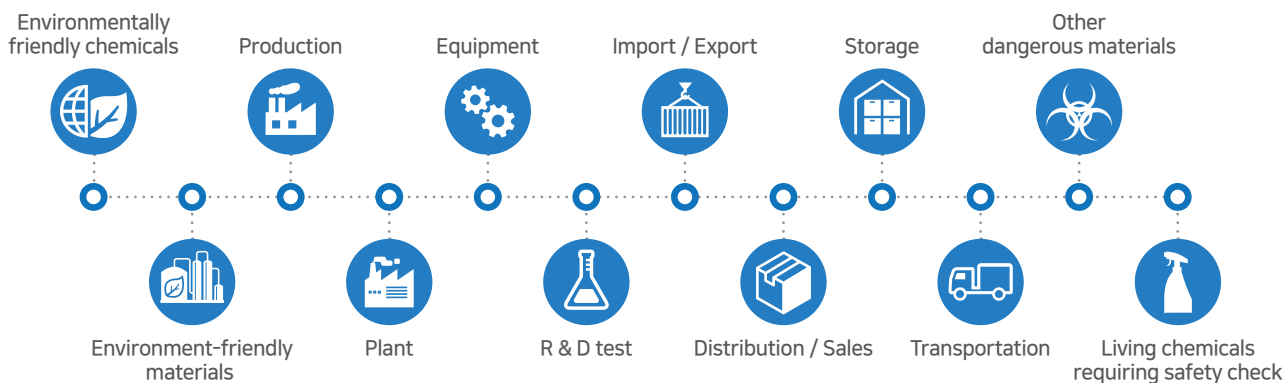 Environmentally
friendly chemicals
Production
Equipment
Import / Export
Storage
Other
dangerous materials
Environment-friendly
materials
Plant
R & D test
Distribution / Sales
Transportation
Living chemicals
requiring safety check